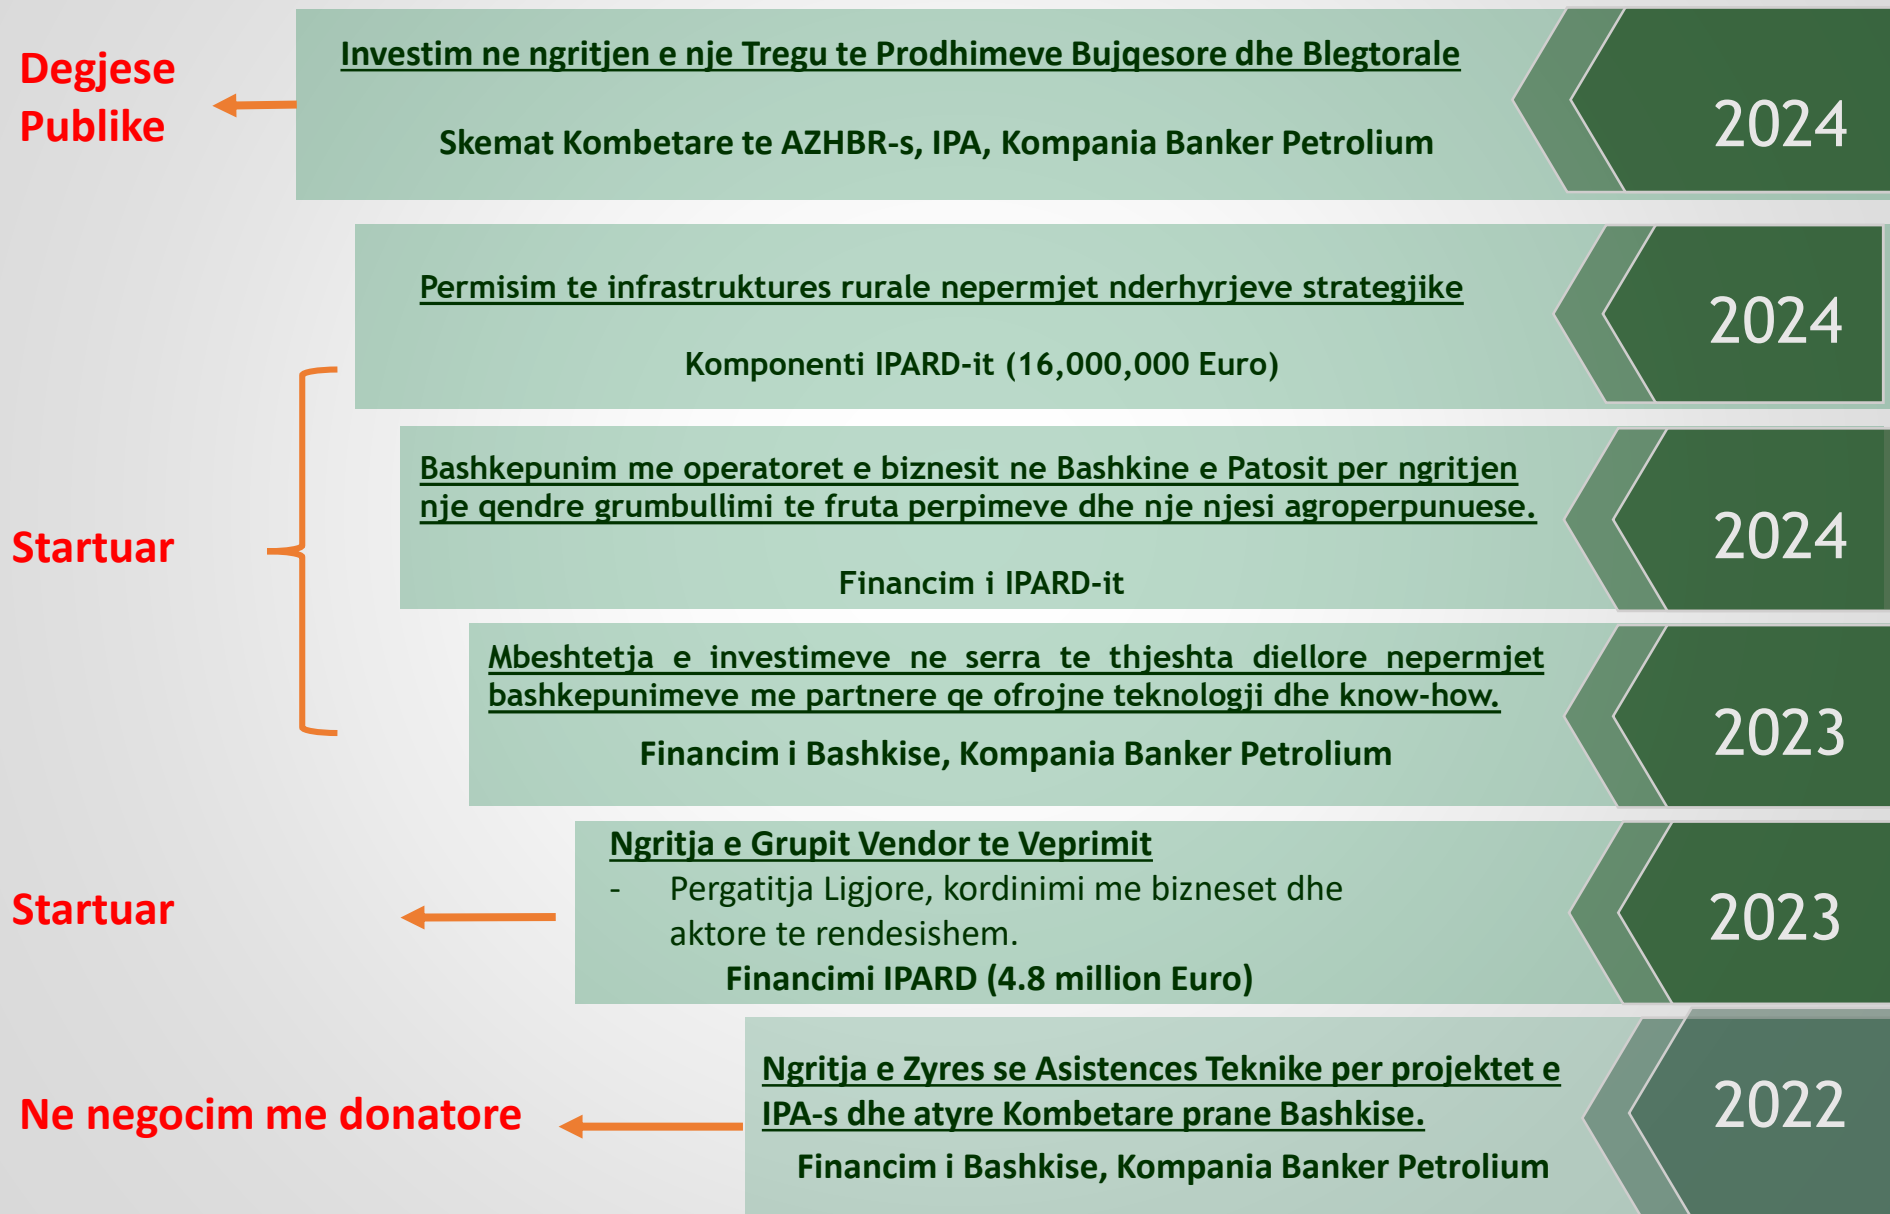 Degjese
Publike
Investim ne ngritjen e nje Tregu te Prodhimeve Bujqesore dhe Blegtorale
Skemat Kombetare te AZHBR-s, IPA, Kompania Banker Petrolium
2024
Permisim te infrastruktures rurale nepermjet nderhyrjeve strategjike
Komponenti IPARD-it (16,000,000 Euro)
2024
Startuar
Bashkepunim me operatoret e biznesit ne Bashkine e Patosit per ngritjen
nje qendre grumbullimi te fruta perpimeve dhe nje njesi agroperpunuese.
Financim i IPARD-it
2024
Mbeshtetja e investimeve ne serra te thjeshta diellore nepermjet
bashkepunimeve me partnere qe ofrojne teknologji dhe know-how.
Financim i Bashkise, Kompania Banker Petrolium
2023
Startuar
Ngritja e Grupit Vendor te Veprimit
- Pergatitja Ligjore, kordinimi me bizneset dhe
aktore te rendesishem.
Financimi IPARD (4.8 million Euro)
2023
Ne negocim me donatore
Ngritja e Zyres se Asistences Teknike per projektet e
IPA-s dhe atyre Kombetare prane Bashkise.
Financim i Bashkise, Kompania Banker Petrolium
2022